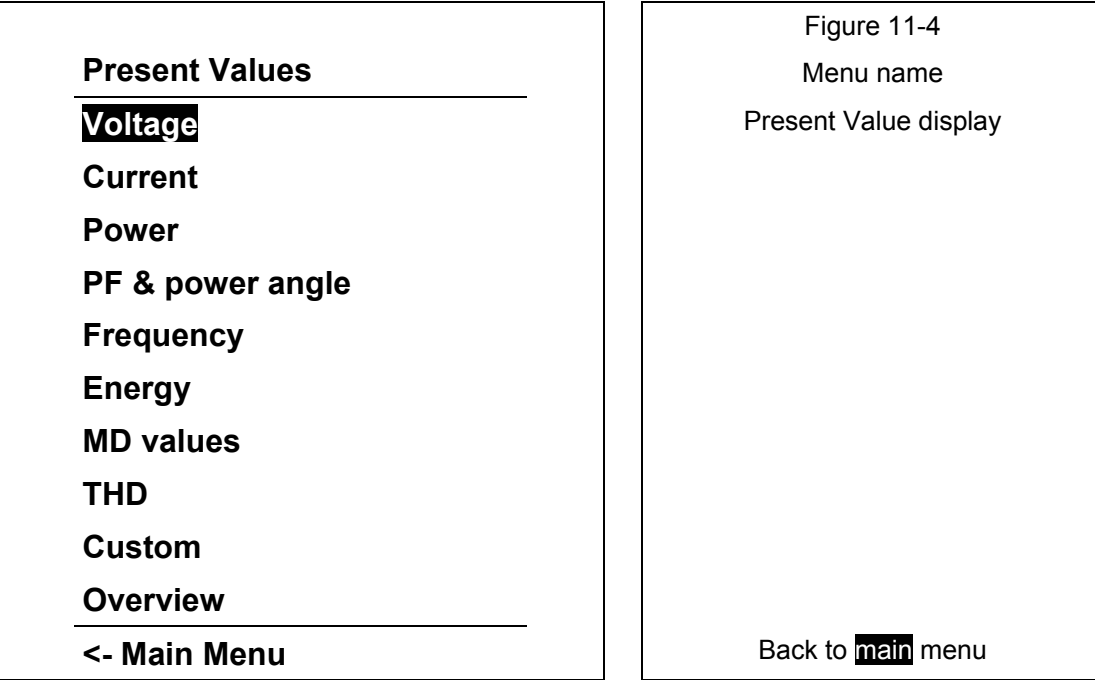 Present Values
Voltage
Current
Power
PF & power angle
Frequency
Energy
MD values
THD
Custom
Overview
<- Main Menu
Figure 11-4
Menu name
Present Value display
Back to main menu